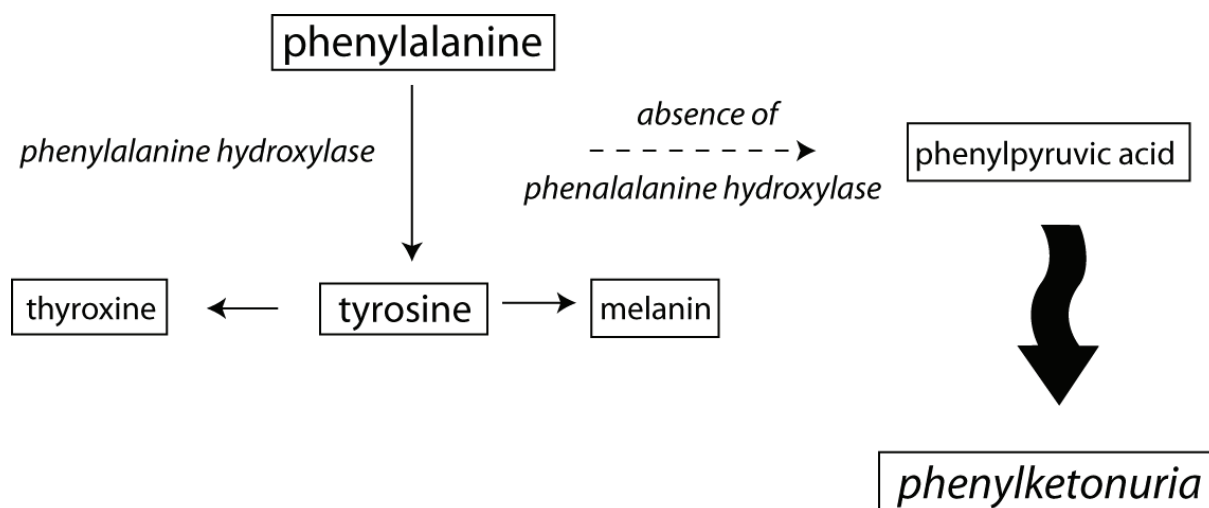 phenylalanine
absence of
phenylalanine hydroxylase
phenylpyruvic acid
phenalalanine hydroxylase
thyroxine
tyrosine
melanin
phenylketonuria